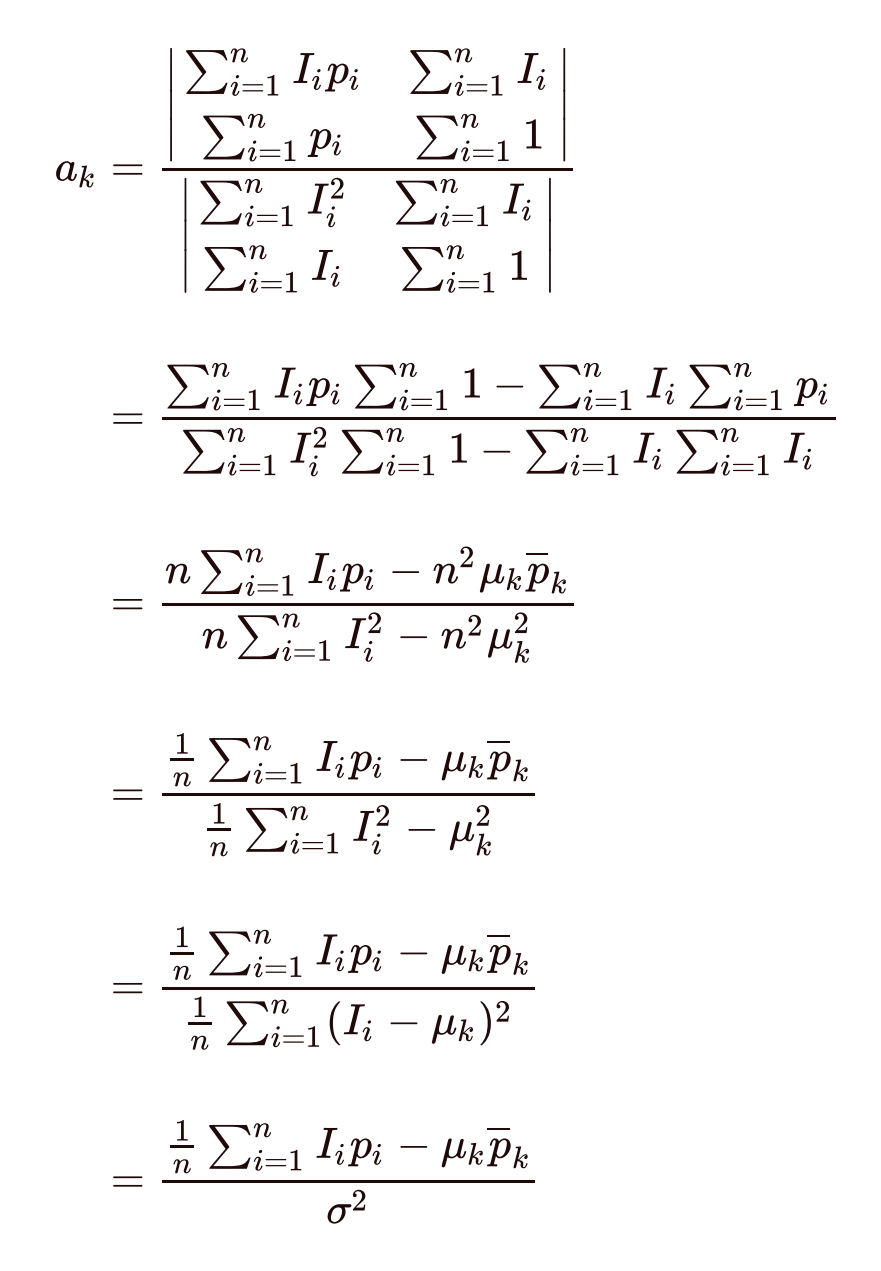 a_k = \frac{\begin{vmatrix} \sum_{i=1}^{n} I_i p_i & \sum_{i=1}^{n} I_i \\ \sum_{i=1}^{n} p_i & \sum_{i=1}^{n} 1 \end{vmatrix}}{\begin{vmatrix} \sum_{i=1}^{n} I_i^2 & \sum_{i=1}^{n} I_i \\ \sum_{i=1}^{n} I_i & \sum_{i=1}^{n} 1 \end{vmatrix}}
= \frac{\sum_{i=1}^{n} I_i p_i \sum_{i=1}^{n} 1 - \sum_{i=1}^{n} I_i \sum_{i=1}^{n} p_i}{\sum_{i=1}^{n} I_i^2 \sum_{i=1}^{n} 1 - \sum_{i=1}^{n} I_i \sum_{i=1}^{n} I_i}
= \frac{n \sum_{i=1}^{n} I_i p_i - n^2 \mu_k \overline{p}_k}{n \sum_{i=1}^{n} I_i^2 - n^2 \mu_k^2}
= \frac{\frac{1}{n} \sum_{i=1}^{n} I_i p_i - \mu_k \overline{p}_k}{\frac{1}{n} \sum_{i=1}^{n} I_i^2 - \mu_k^2}
= \frac{\frac{1}{n} \sum_{i=1}^{n} I_i p_i - \mu_k \overline{p}_k}{\frac{1}{n} \sum_{i=1}^{n} (I_i - \mu_k)^2}
= \frac{\frac{1}{n} \sum_{i=1}^{n} I_i p_i - \mu_k \overline{p}_k}{\sigma^2}